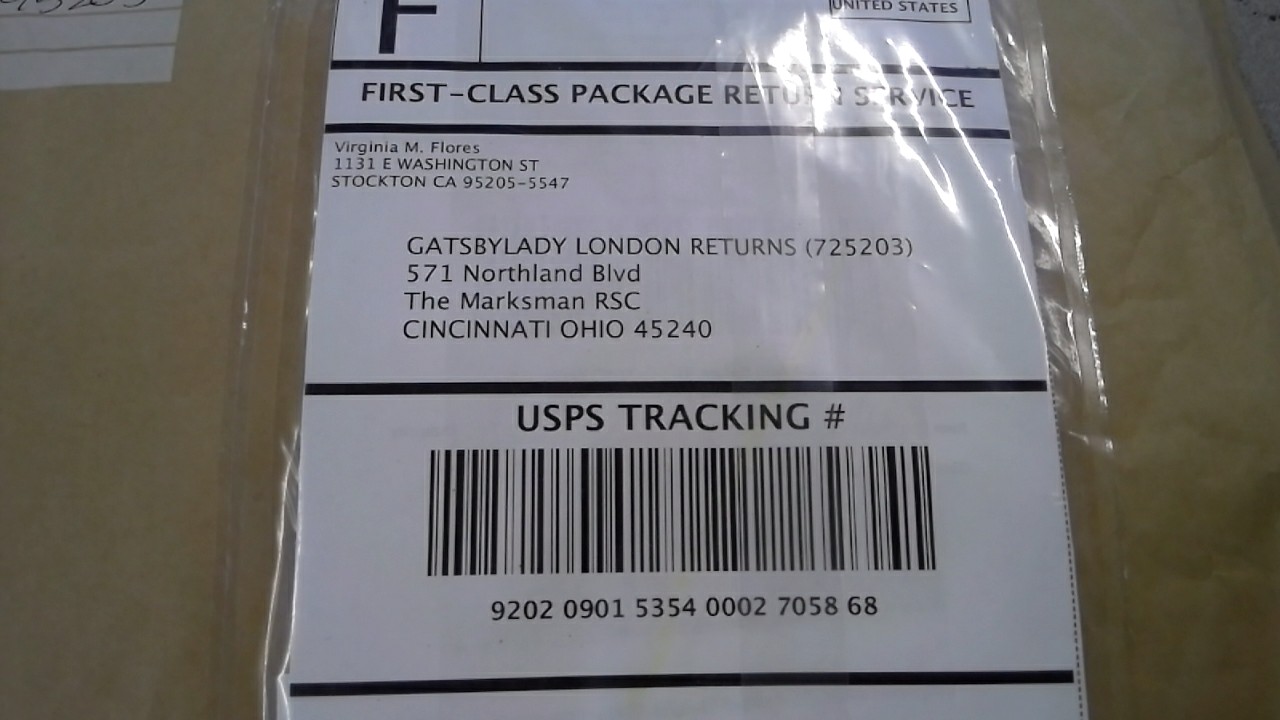 F
UNITED STATES
FIRST-CLASS PACKAGE RETURN SERVICE
Virginia M. Flores
1131 E WASHINGTON ST
STOCKTON CA 95205-5547
GATSBYLADY LONDON RETURNS (725203)
571 Northland Blvd
The Marksman RSC
CINCINNATI OHIO 45240
USPS TRACKING #
9202 0901 5354 0002 7058 68